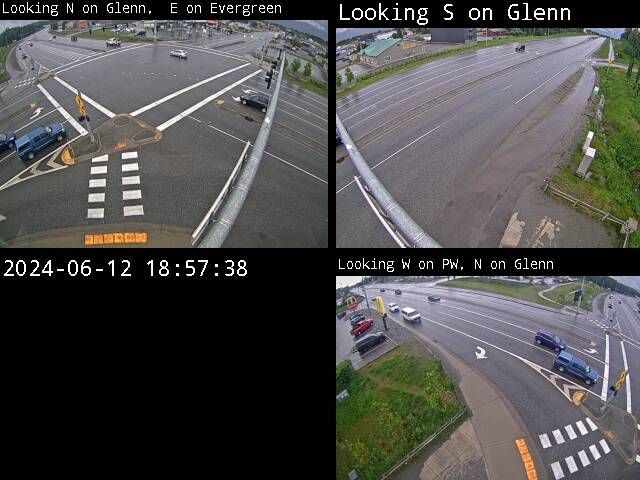 Looking N on Glenn,  E on Evergreen
Looking S on Glenn
2024-06-12 18:57:38
Looking W on PW, N on Glenn